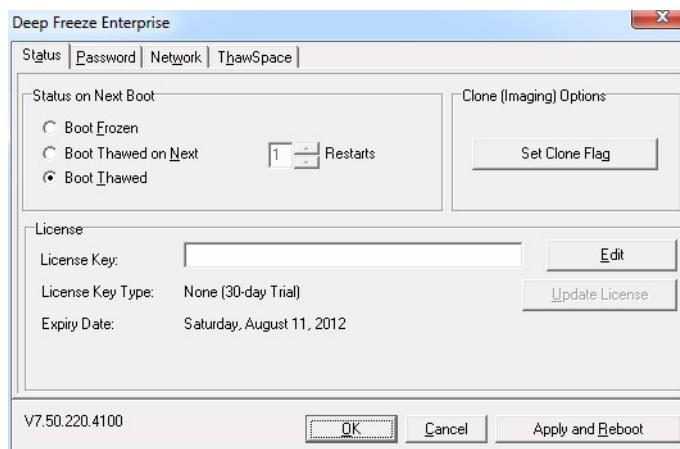 Deep Freeze Enterprise
Status Password Network ThawSpace
Status on Next Boot
Boot Frozen
Boot Thawed on Next 1 Restarts
Boot Thawed
Clone (Imaging) Options
Set Clone Flag
License
License Key: Edit
License Key Type: None (30-day Trial) Update License
Expiry Date: Saturday, August 11, 2012
V7.50.220.4100 OK Cancel Apply and Reboot